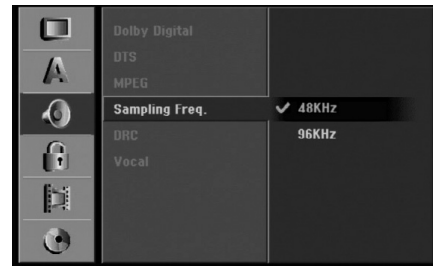 Dolby Digital
DTS
MPEG
Sampling Freq.
✔ 48KHz
96KHz
DRC
Vocal
A